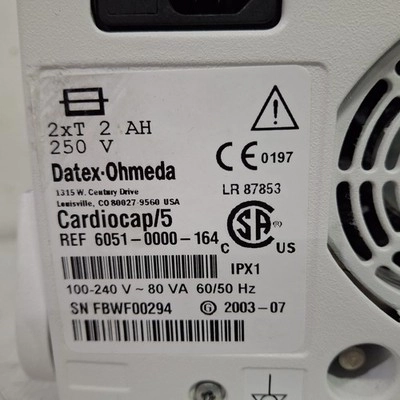 2xT 2 AH
250 V
Datex-Ohmeda
1315 W. Century Drive
Louisville, CO 80027-9560 USA
CE 0197
LR 87853
Cardiocap/5
REF 6051-0000-164
CSA
C US
IPX1
100-240 V ~ 80 VA 60/50 Hz
SN FBWF00294 G 2003-07